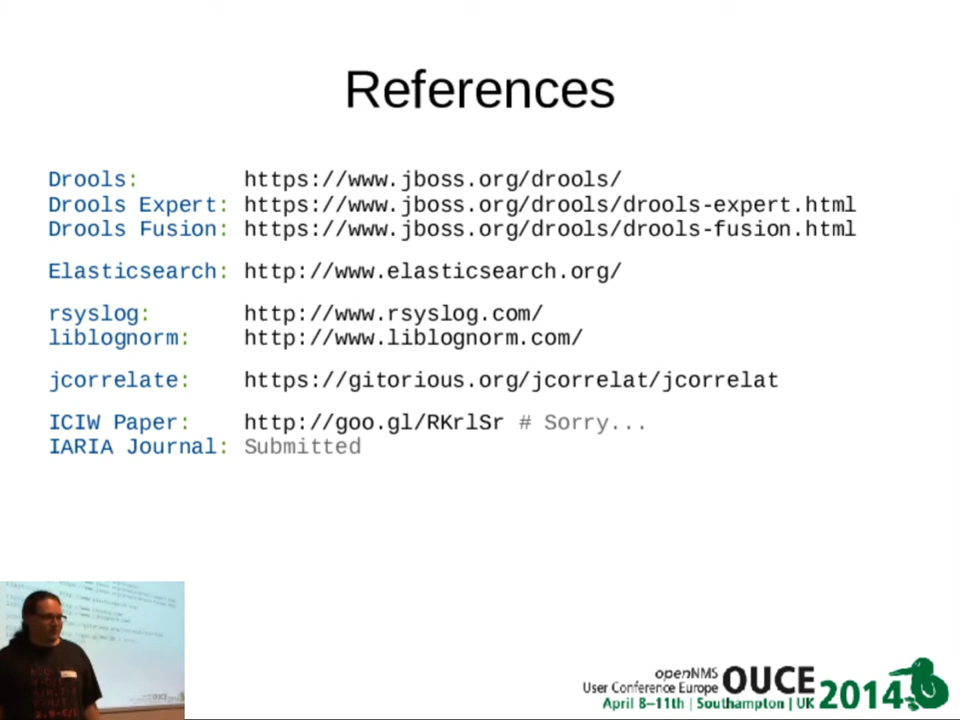 References
Drools: https://www.jboss.org/drools/
Drools Expert: https://www.jboss.org/drools/drools-expert.html
Drools Fusion: https://www.jboss.org/drools/drools-fusion.html
Elasticsearch: http://www.elasticsearch.org/
rsyslog: http://www.rsyslog.com/
liblognorm: http://www.liblognorm.com/
jcorrelate: https://gitorious.org/jcorrelat/jcorrelat
ICIW Paper: http://goo.gl/RKrlSr # Sorry...
IARIA Journal: Submitted
openNMS
User Conference Europe OUCE 2014
April 8–11th | Southampton | UK